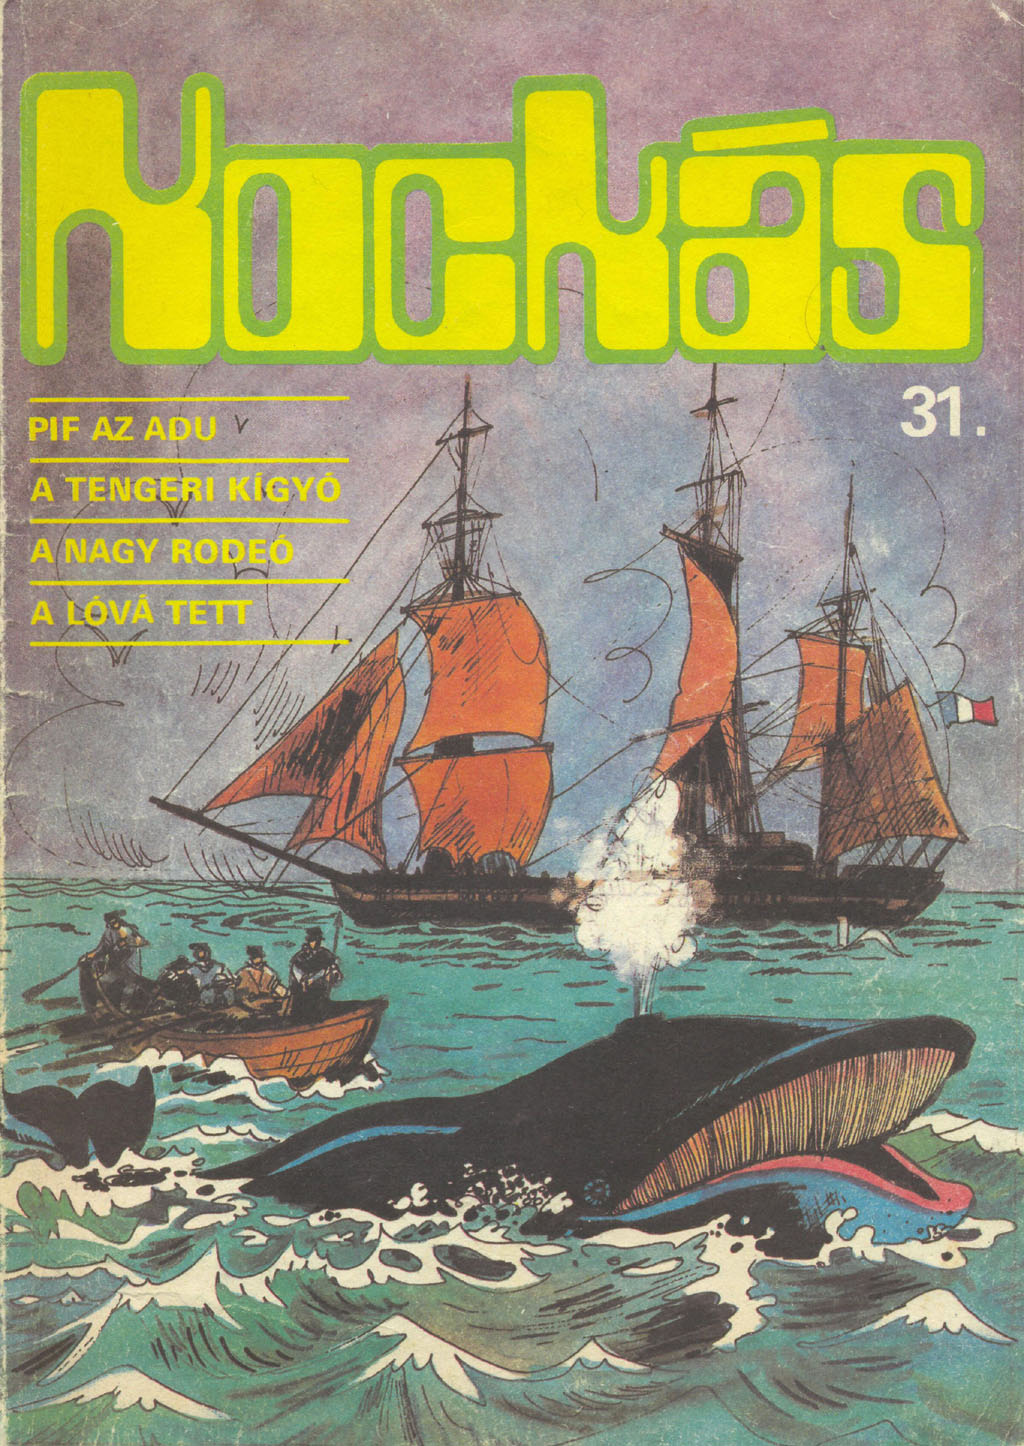 Kockás
31.
PIF AZ ADU
A TENGERI KÍGYÓ
A NAGY RODEÓ
A LÓVÁ TETT